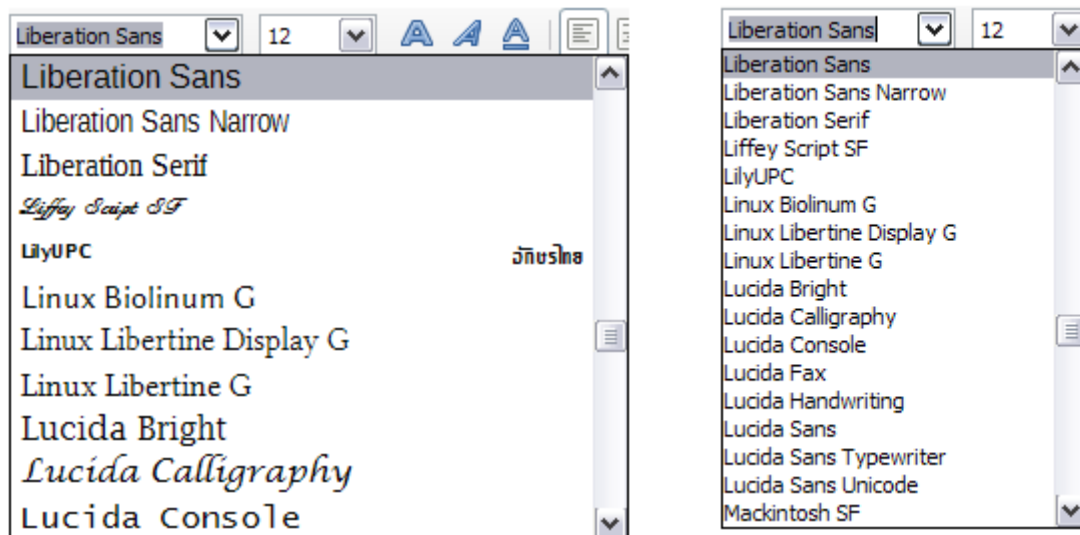 Liberation Sans 12
Liberation Sans
Liberation Sans Narrow
Liberation Serif
Liffey Script SF
LilyUPC อักษรไทย
Linux Biolinum G
Linux Libertine Display G
Linux Libertine G
Lucida Bright
Lucida Calligraphy
Lucida Console
Liberation Sans 12
Liberation Sans
Liberation Sans Narrow
Liberation Serif
Liffey Script SF
LilyUPC
Linux Biolinum G
Linux Libertine Display G
Linux Libertine G
Lucida Bright
Lucida Calligraphy
Lucida Console
Lucida Fax
Lucida Handwriting
Lucida Sans
Lucida Sans Typewriter
Lucida Sans Unicode
Mackintosh SF